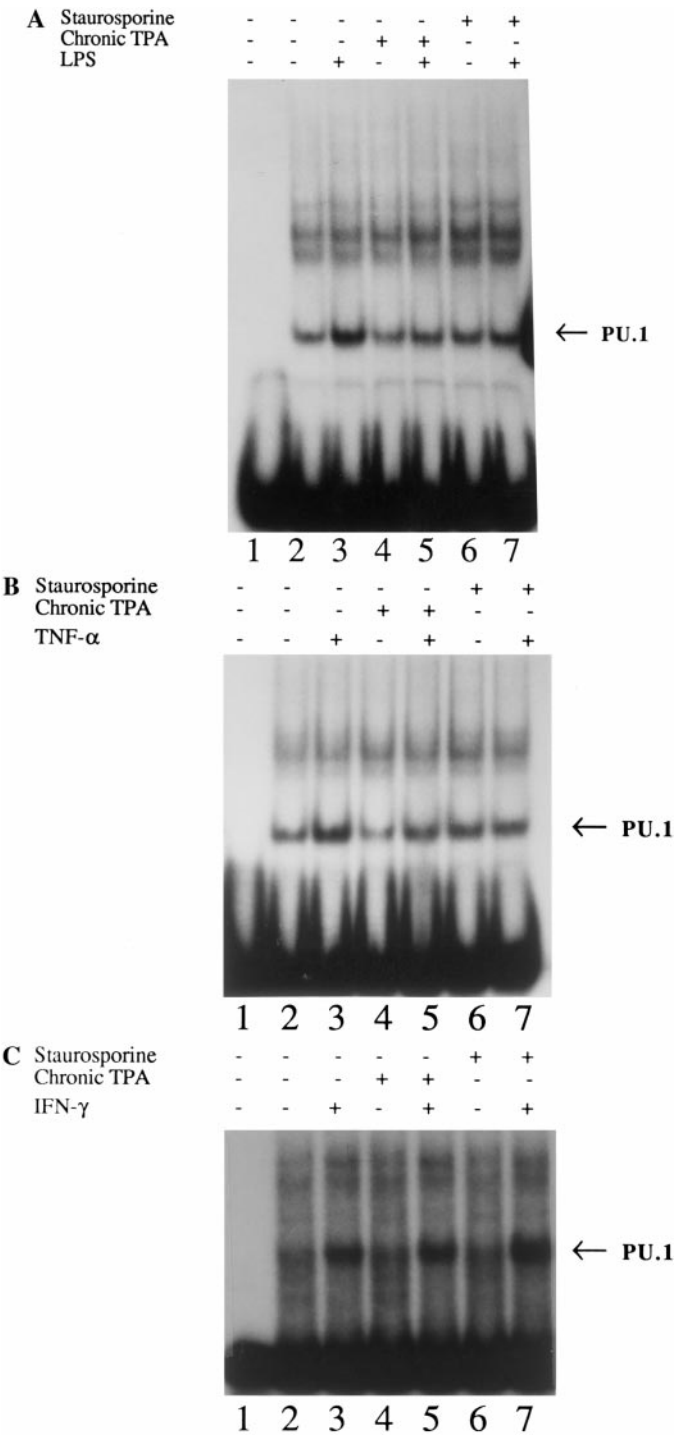 A Staurosporine - - - - - + +
Chronic TPA - - - + + - -
LPS - - + - + - +
← PU.1
1 2 3 4 5 6 7
B Staurosporine - - - - - + +
Chronic TPA - - - + + - -
TNF-α - - + - + - +
← PU.1
1 2 3 4 5 6 7
C Staurosporine - - - - - + +
Chronic TPA - - - + + - -
IFN-γ - - + - + - +
← PU.1
1 2 3 4 5 6 7